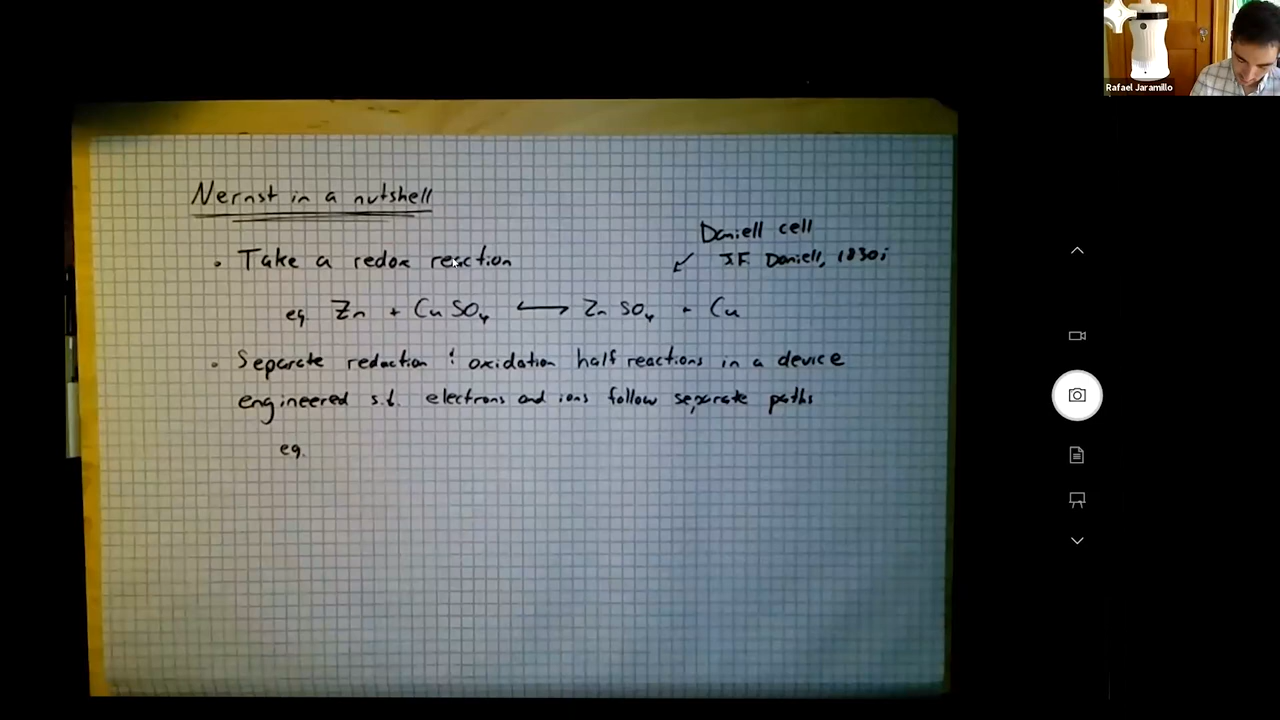 Nernst in a nutshell
• Take a redox reaction
Daniell cell
J.F. Daniell, 1830s
eg. Zn + CuSO₄ ⟷ ZnSO₄ + Cu
• Separate reduction & oxidation half reactions in a device
engineered s.t. electrons and ions follow separate paths
eg.
Rafael Jaramillo